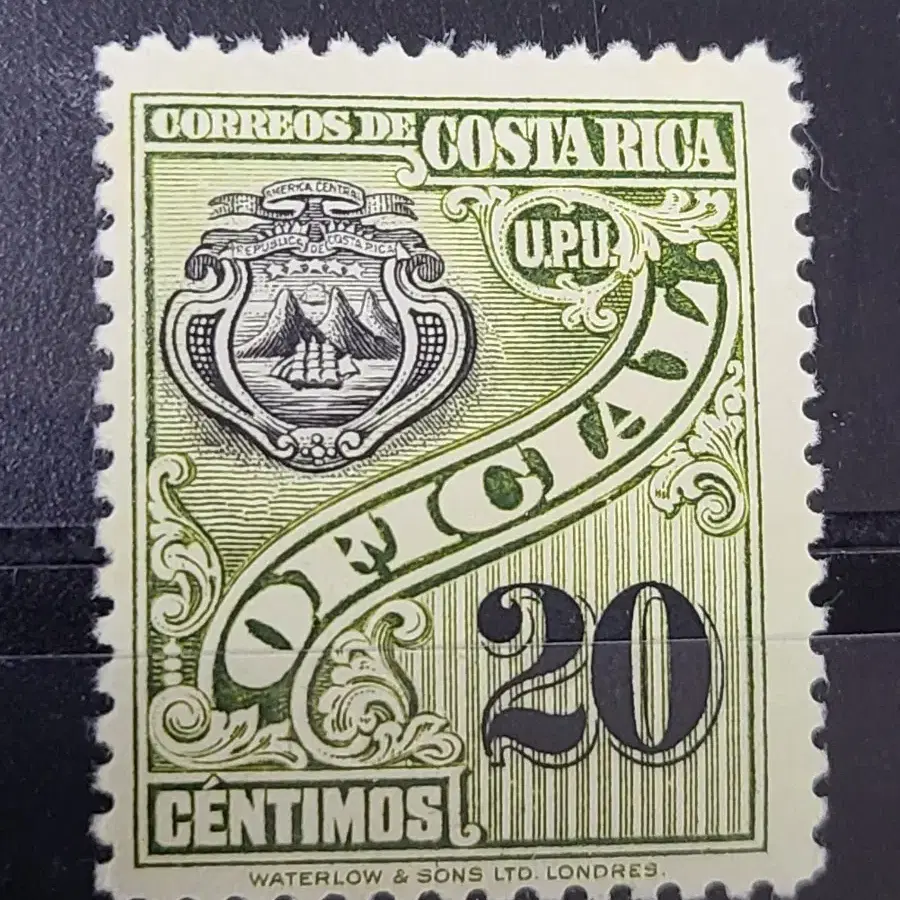 CORREOS DE COSTA RICA
AMERICA CENTRAL
REPUBLICA DE COSTA RICA
U.P.U.
OFICIAL
20
CÉNTIMOS
WATERLOW & SONS LTD. LONDRES.